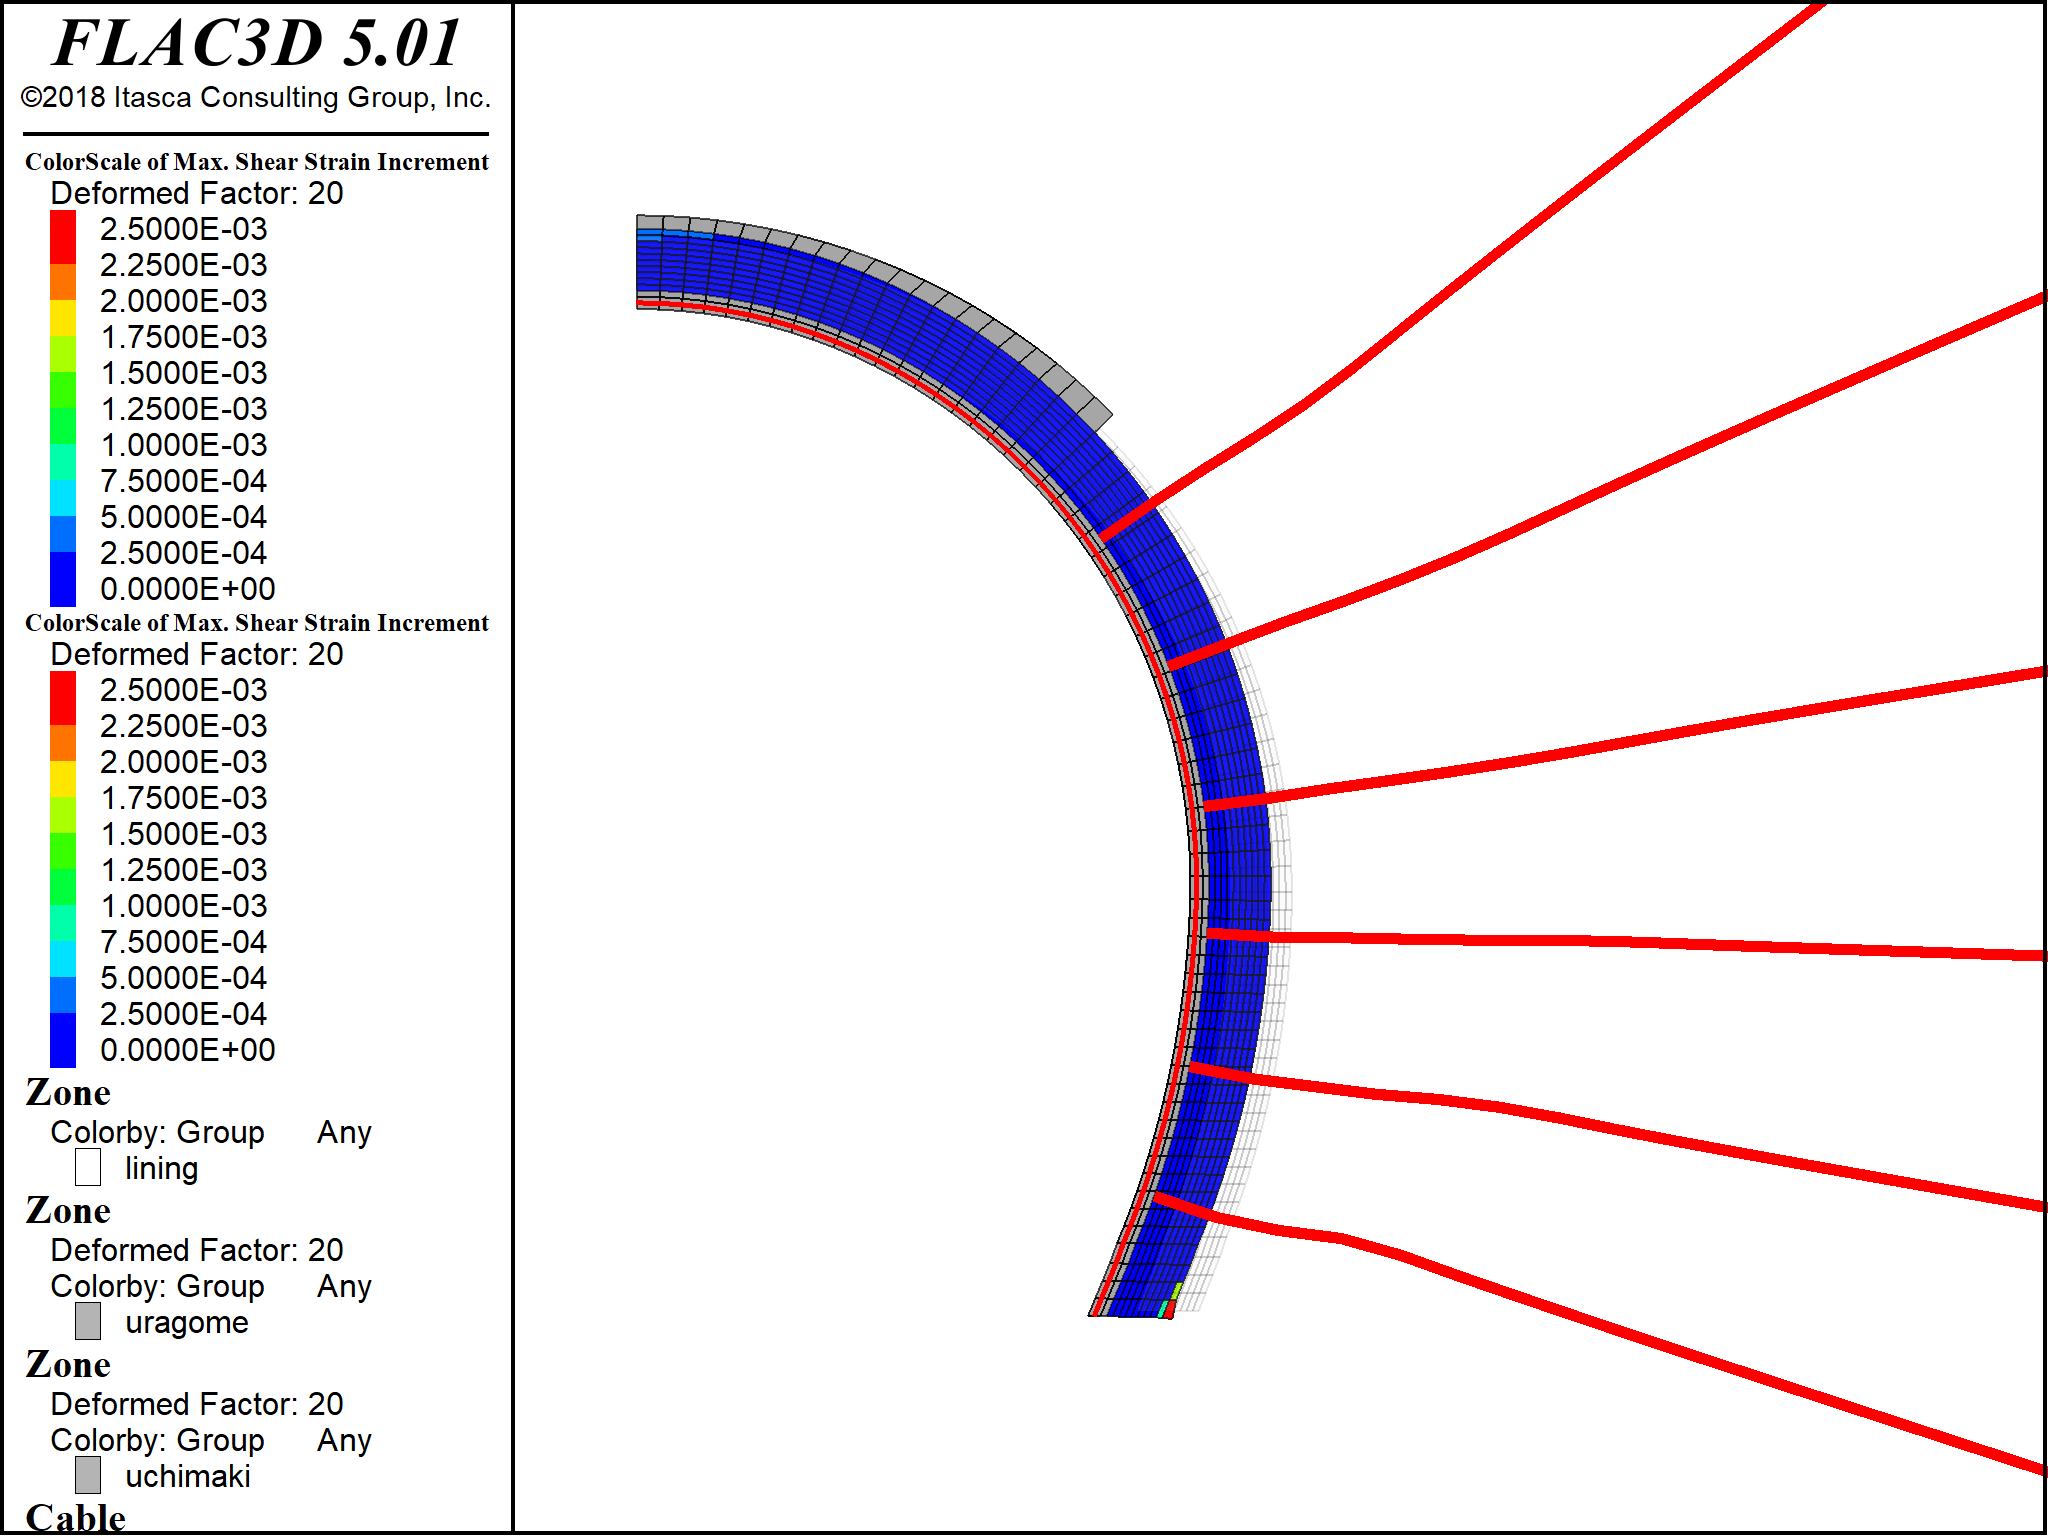 FLAC3D 5.01
©2018 Itasca Consulting Group, Inc.
ColorScale of Max. Shear Strain Increment
Deformed Factor: 20
2.5000E-03
2.2500E-03
2.0000E-03
1.7500E-03
1.5000E-03
1.2500E-03
1.0000E-03
7.5000E-04
5.0000E-04
2.5000E-04
0.0000E+00
ColorScale of Max. Shear Strain Increment
Deformed Factor: 20
2.5000E-03
2.2500E-03
2.0000E-03
1.7500E-03
1.5000E-03
1.2500E-03
1.0000E-03
7.5000E-04
5.0000E-04
2.5000E-04
0.0000E+00
Zone
Colorby: Group Any
lining
Zone
Deformed Factor: 20
Colorby: Group Any
uragome
Zone
Deformed Factor: 20
Colorby: Group Any
uchimaki
Cable